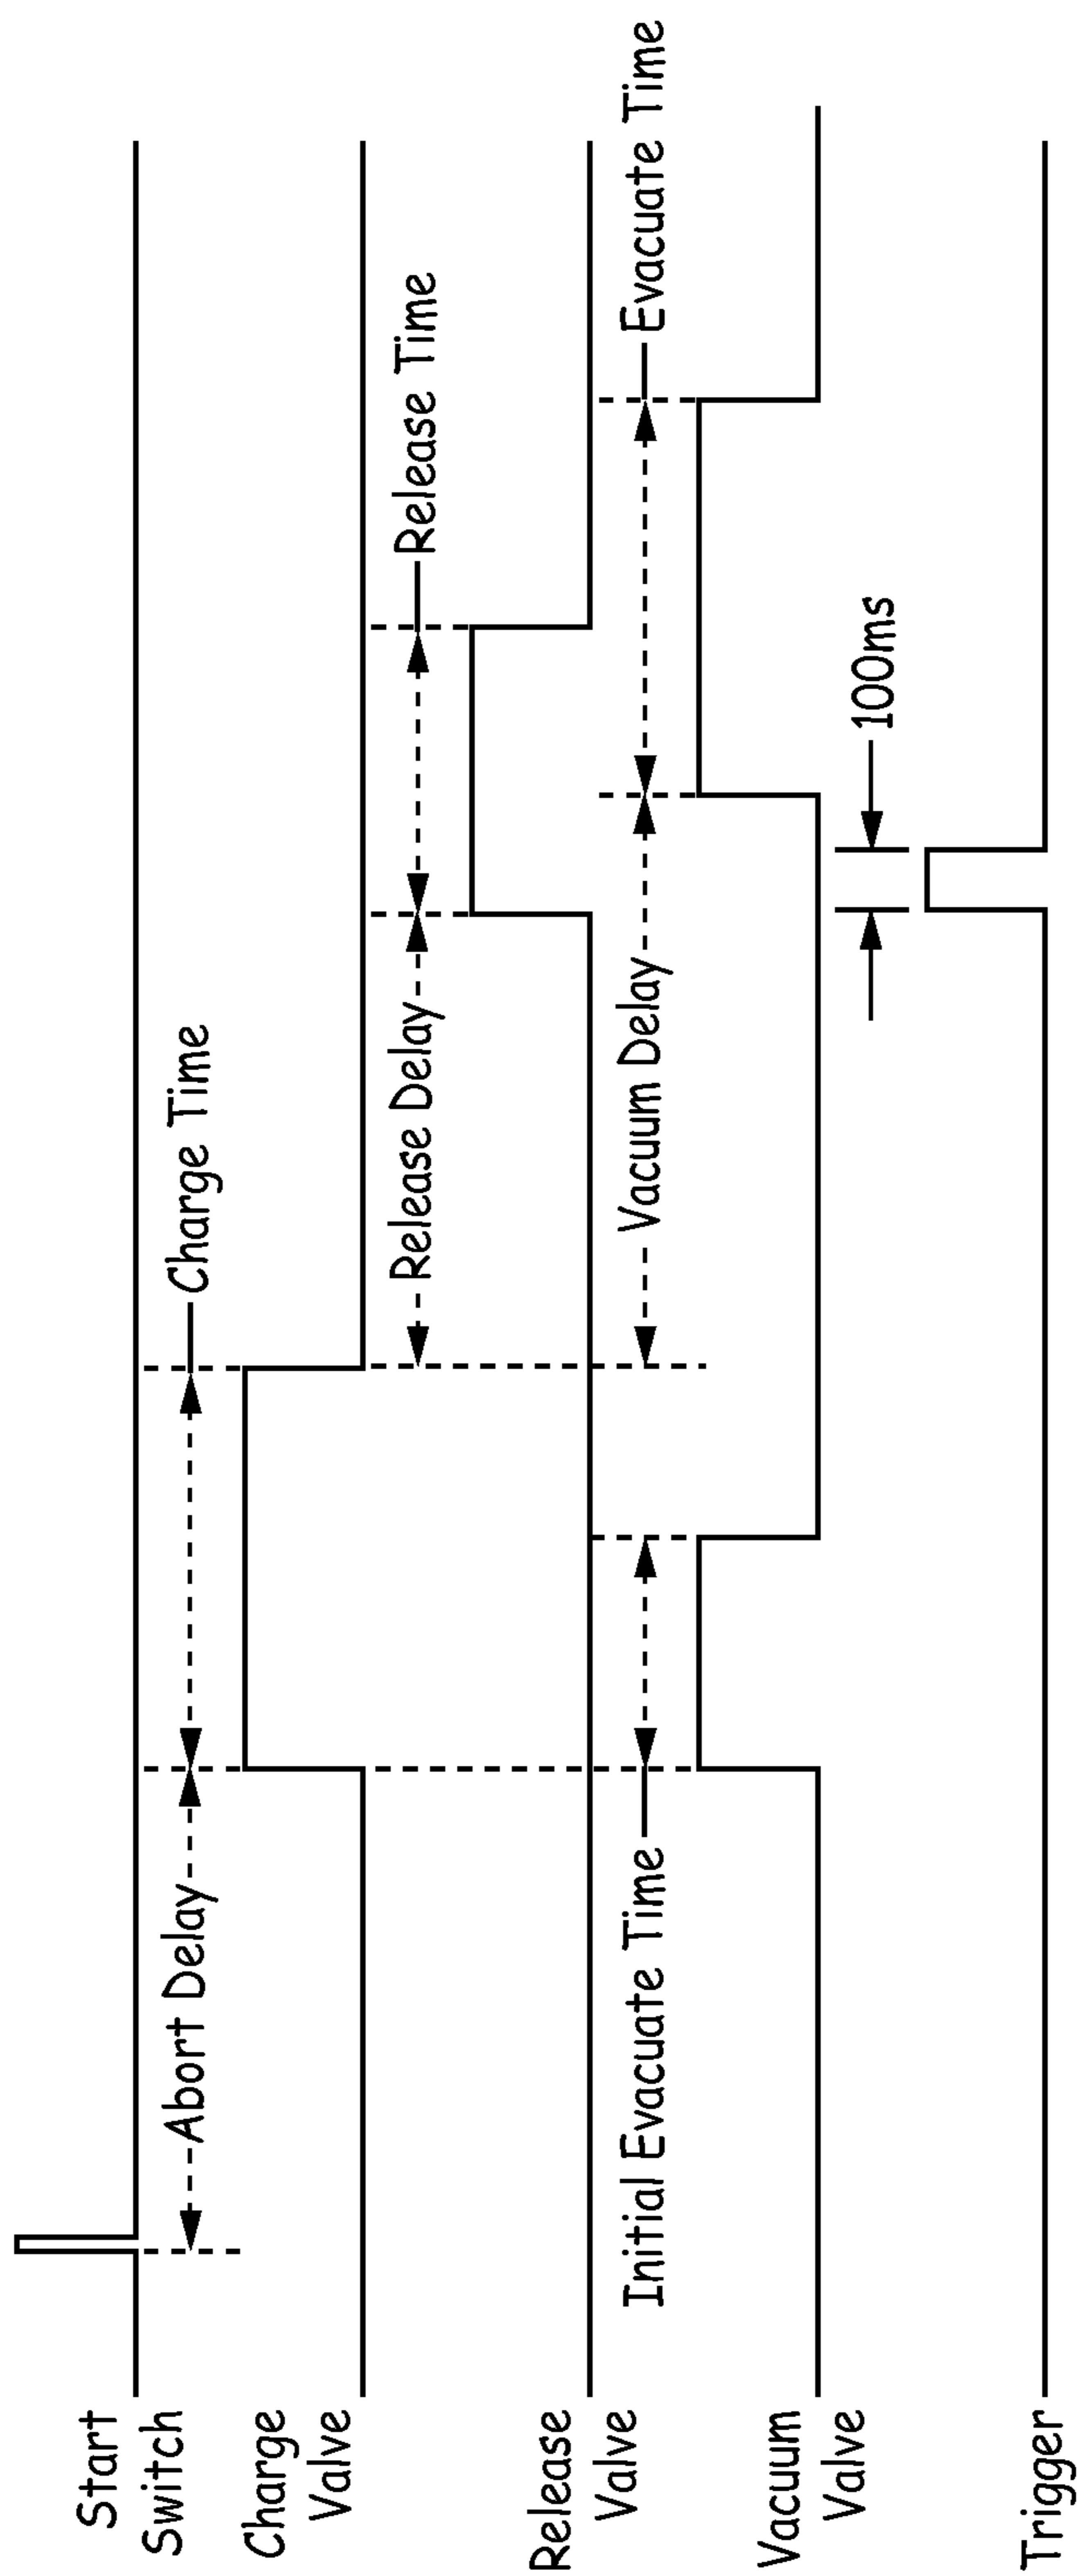 Start
Switch
Abort Delay
Charge Time
Charge
Valve
Release Delay
Release Time
Release
Valve
Initial Evacuate Time
Vacuum Delay
Evacuate Time
Vacuum
Valve
100ms
Trigger